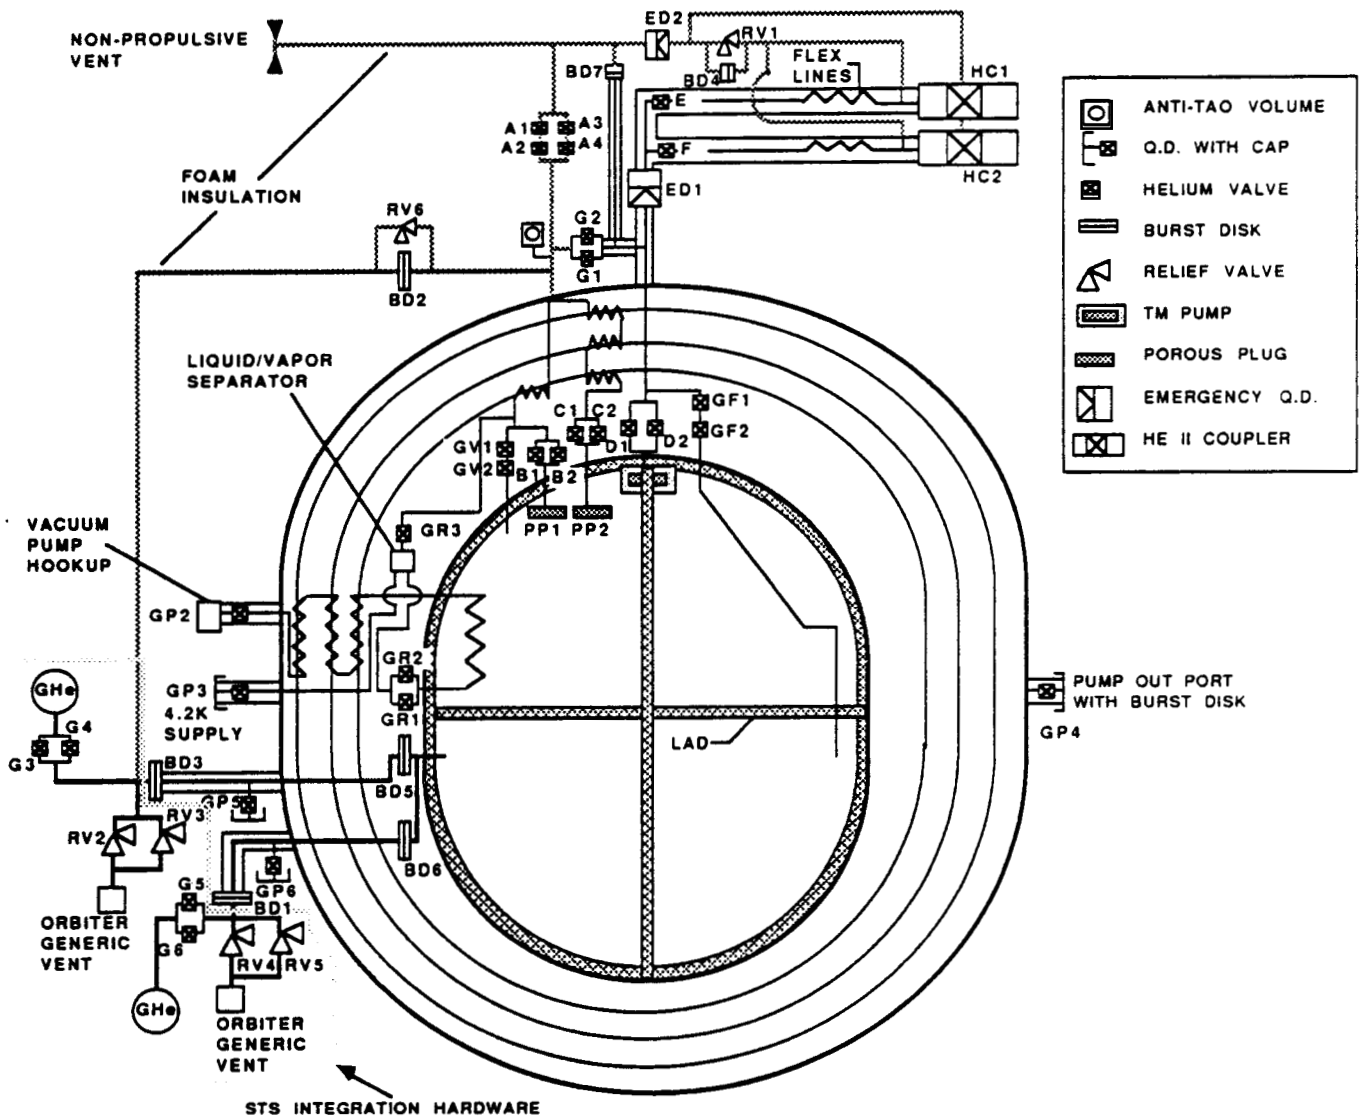 NON-PROPULSIVE
VENT
ED2
RV1
FLEX
LINES
BD7
BD4
HC1
E
F
HC2
A1
A3
A2
A4
ED1
FOAM
INSULATION
RV6
BD2
G2
G1
LIQUID/VAPOR
SEPARATOR
C1
C2
GF1
GF2
D1
D2
GV1
GV2
B1
B2
PP1
PP2
GR3
VACUUM
PUMP
HOOKUP
GP2
GR2
GR1
GP3
4.2K
SUPPLY
GHe
G4
G3
LAD
PUMP OUT PORT
WITH BURST DISK
GP4
BD3
GP5
BD5
RV2
RV3
BD6
GP6
BD1
G5
G6
RV4
RV5
ORBITER
GENERIC
VENT
GHe
ORBITER
GENERIC
VENT
STS INTEGRATION HARDWARE
ANTI-TAO VOLUME
Q.D. WITH CAP
HELIUM VALVE
BURST DISK
RELIEF VALVE
TM PUMP
POROUS PLUG
EMERGENCY Q.D.
HE II COUPLER